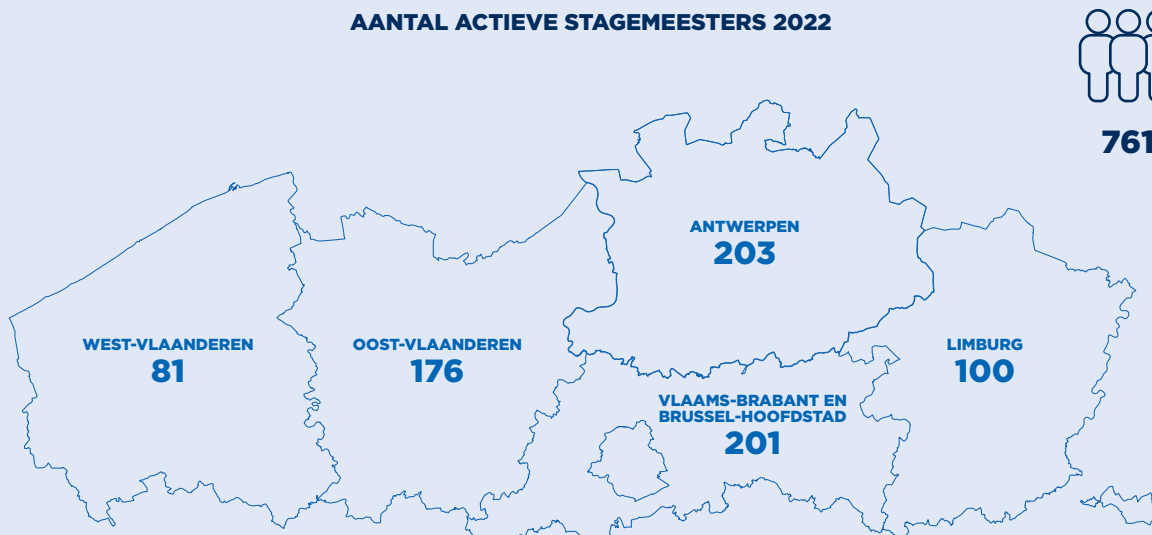 AANTAL ACTIEVE STAGEMEESTERS 2022
761
ANTWERPEN
203
WEST-VLAANDEREN
81
OOST-VLAANDEREN
176
LIMBURG
100
VLAAMS-BRABANT EN
BRUSSEL-HOOFDSTAD
201